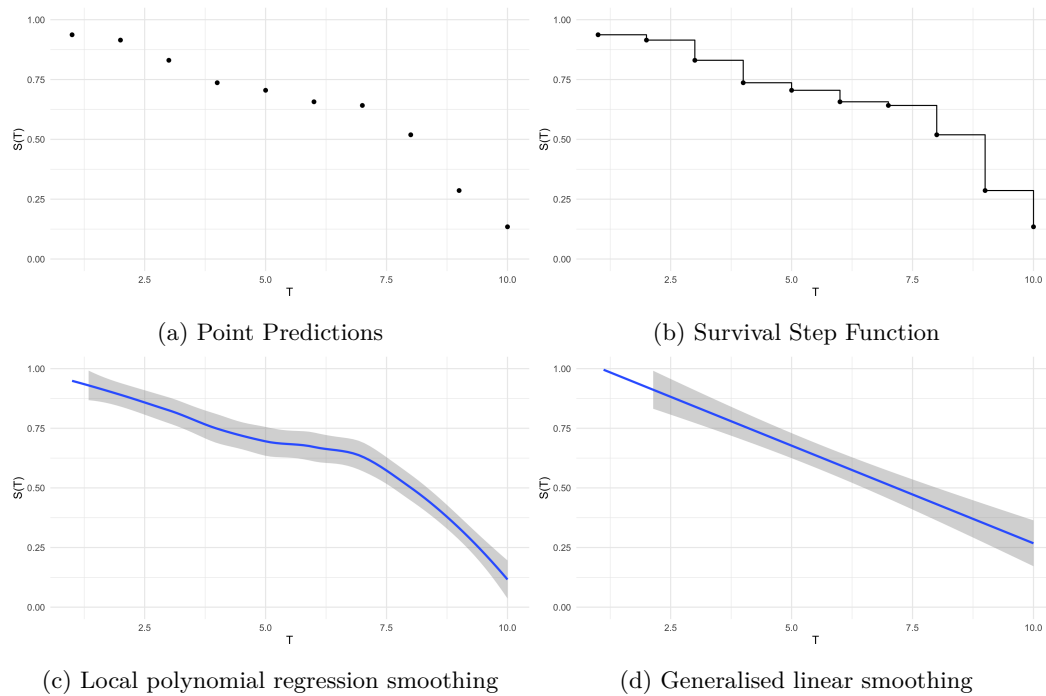 1.00
0.75
0.50
0.25
0.00
S(T)
2.5 5.0 7.5 10.0
T
(a) Point Predictions
1.00
0.75
0.50
0.25
0.00
S(T)
2.5 5.0 7.5 10.0
T
(b) Survival Step Function
1.00
0.75
0.50
0.25
0.00
S(T)
2.5 5.0 7.5 10.0
T
(c) Local polynomial regression smoothing
1.00
0.75
0.50
0.25
0.00
S(T)
2.5 5.0 7.5 10.0
T
(d) Generalised linear smoothing